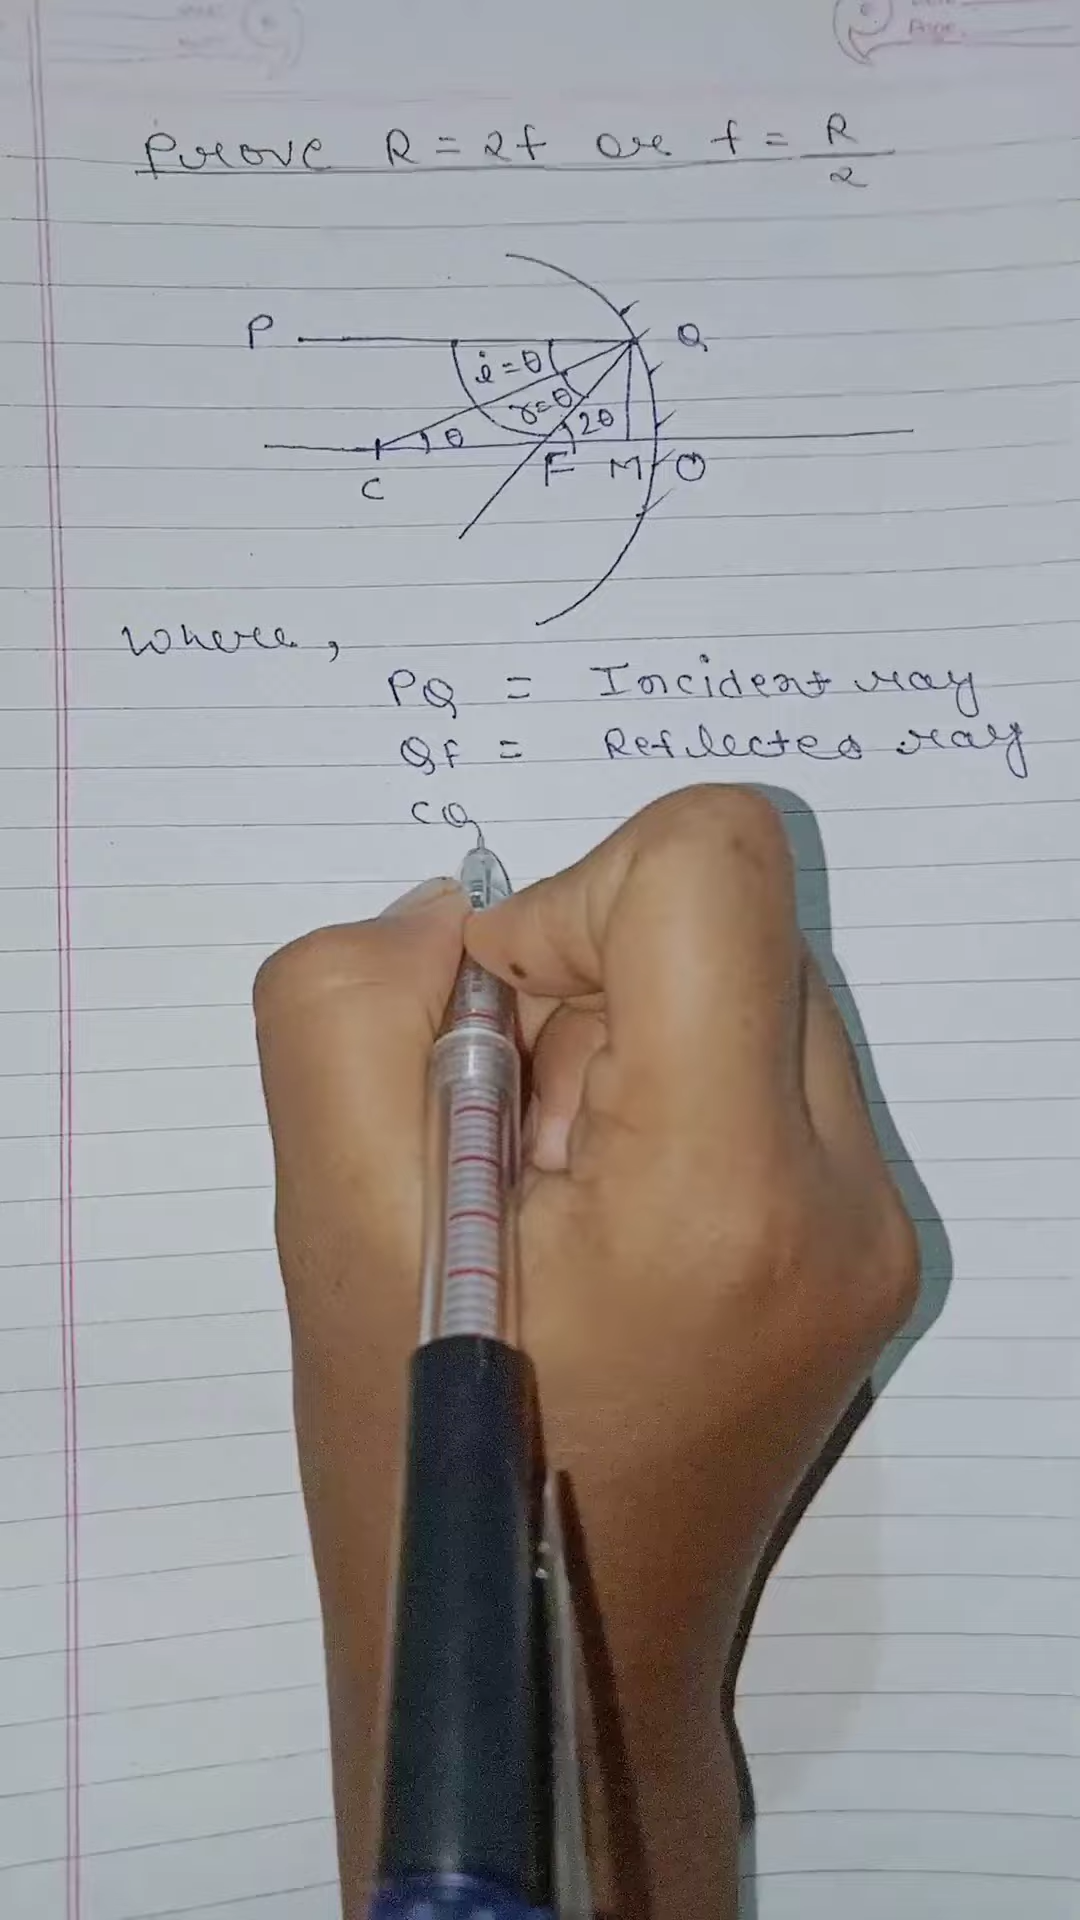 Prove R = 2f or f = R/2
P
Q
i = θ
r = θ
θ
2θ
C
F
M
O
where,
PQ = Incident ray
QF = Reflected ray
CQ